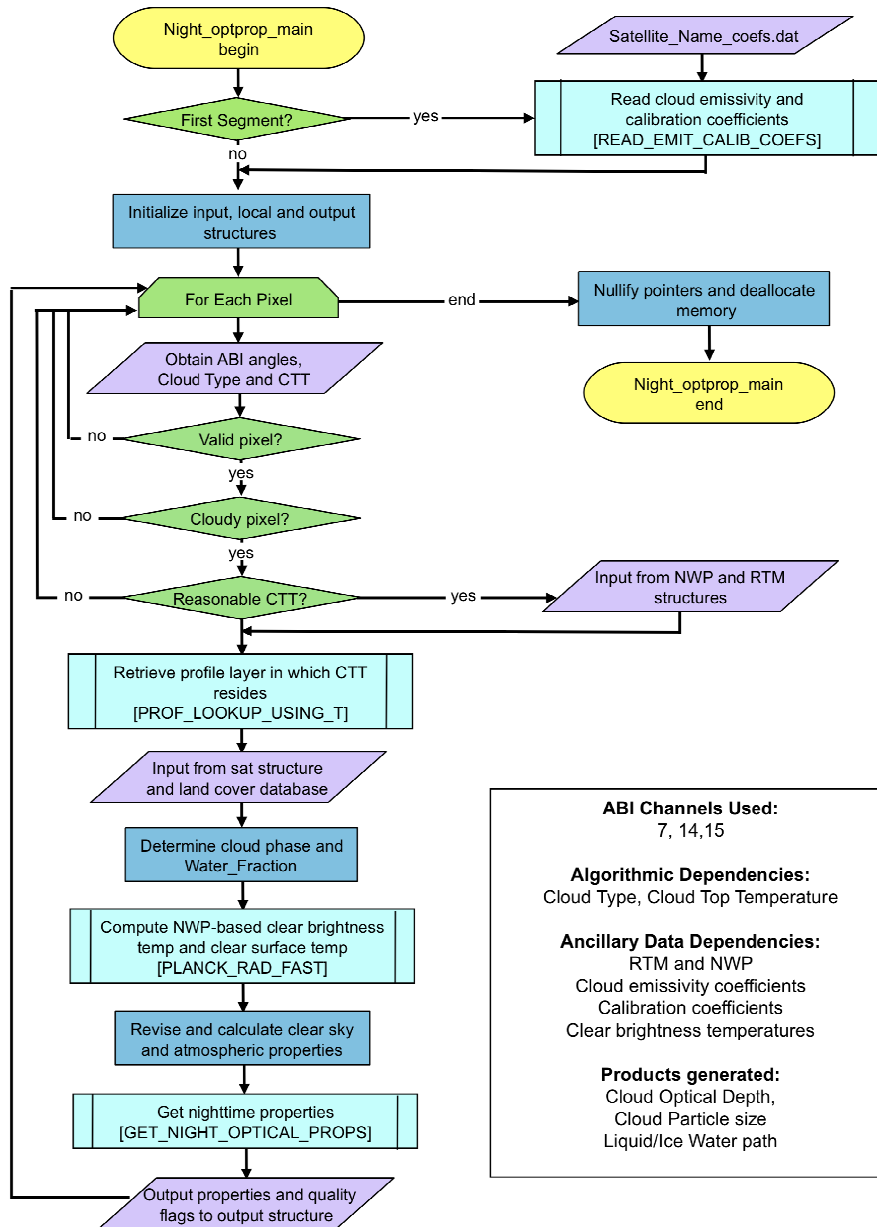 Night_optprop_main
begin
Satellite_Name_coefs.dat
First Segment?
yes
Read cloud emissivity and
calibration coefficients
[READ_EMIT_CALIB_COEFS]
no
Initialize input, local and output
structures
For Each Pixel
end
Nullify pointers and deallocate
memory
Obtain ABI angles,
Cloud Type and CTT
Night_optprop_main
end
no
Valid pixel?
yes
no
Cloudy pixel?
yes
no
Reasonable CTT?
yes
Input from NWP and RTM
structures
Retrieve profile layer in which CTT
resides
[PROF_LOOKUP_USING_T]
Input from sat structure
and land cover database
Determine cloud phase and
Water_Fraction
Compute NWP-based clear brightness
temp and clear surface temp
[PLANCK_RAD_FAST]
Revise and calculate clear sky
and atmospheric properties
Get nighttime properties
[GET_NIGHT_OPTICAL_PROPS]
Output properties and quality
flags to output structure
ABI Channels Used:
7, 14,15
Algorithmic Dependencies:
Cloud Type, Cloud Top Temperature
Ancillary Data Dependencies:
RTM and NWP
Cloud emissivity coefficients
Calibration coefficients
Clear brightness temperatures
Products generated:
Cloud Optical Depth,
Cloud Particle size
Liquid/Ice Water path